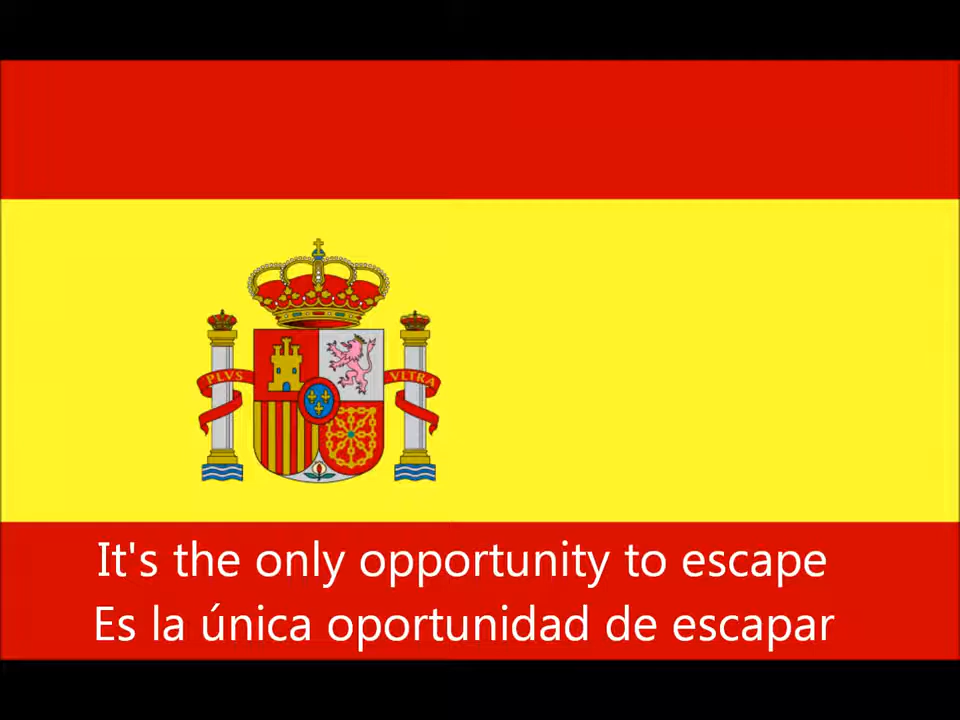 PLVS VLTRA
It's the only opportunity to escape
Es la única oportunidad de escapar